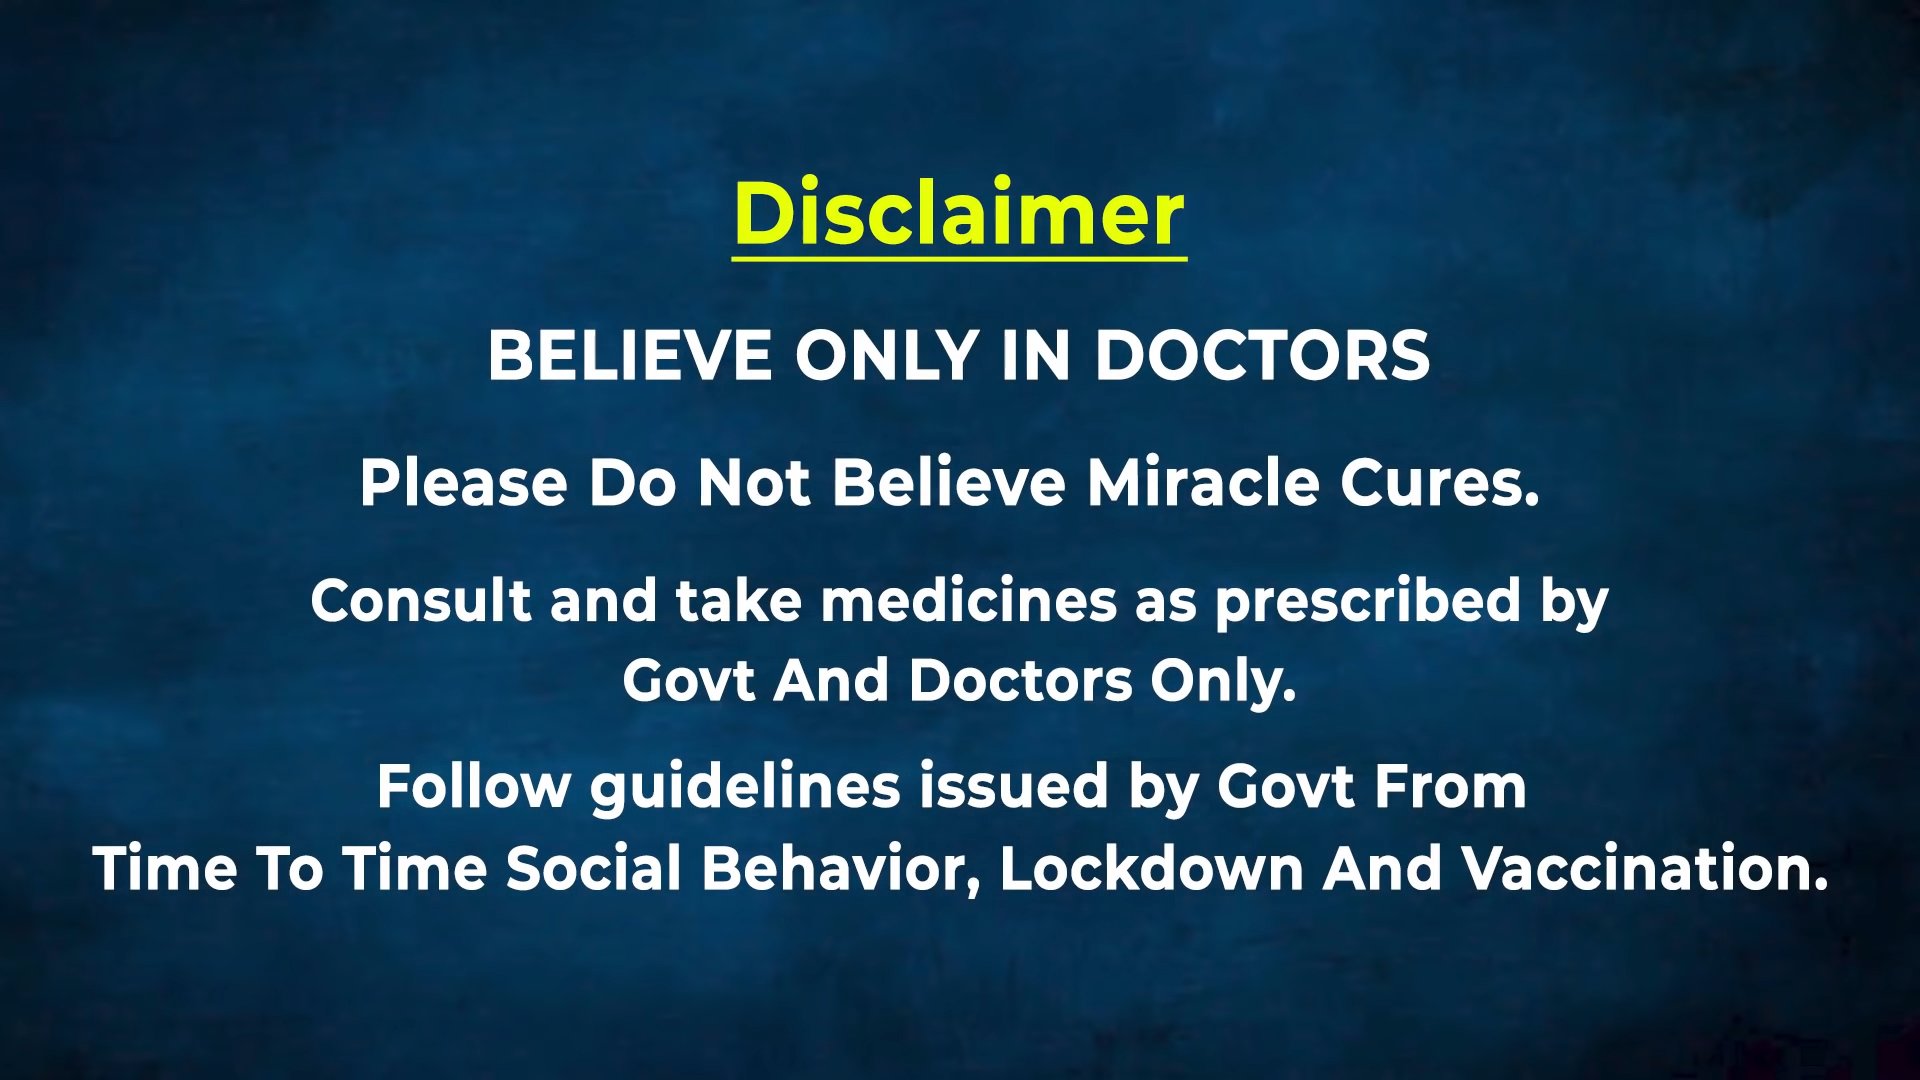 Disclaimer
BELIEVE ONLY IN DOCTORS
Please Do Not Believe Miracle Cures.
Consult and take medicines as prescribed by
Govt And Doctors Only.
Follow guidelines issued by Govt From
Time To Time Social Behavior, Lockdown And Vaccination.